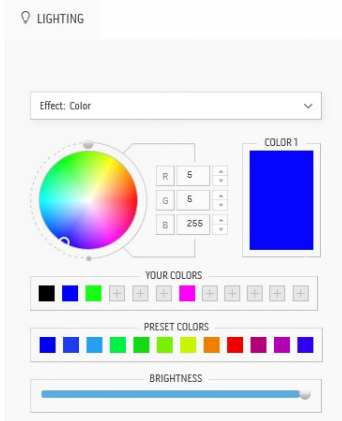 LIGHTING
Effect: Color
COLOR 1
R 5
G 5
B 255
YOUR COLORS
PRESET COLORS
BRIGHTNESS